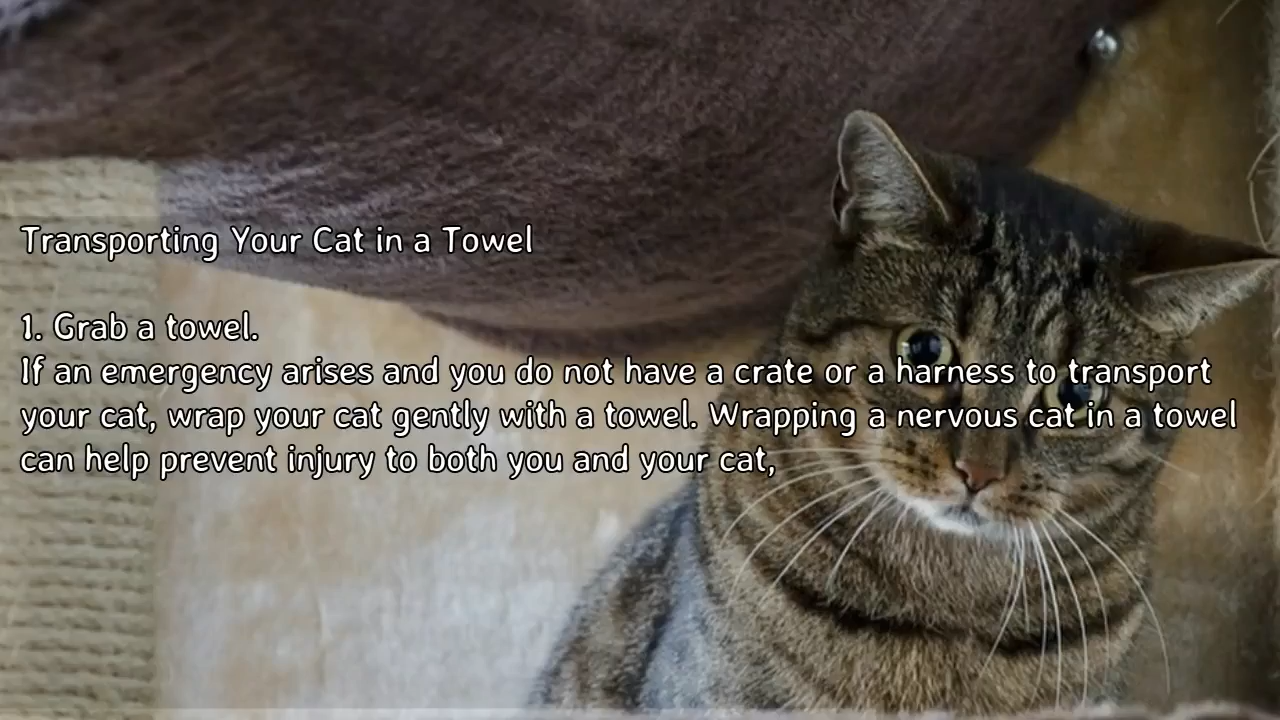 Transporting Your Cat in a Towel
1. Grab a towel.
If an emergency arises and you do not have a crate or a harness to transport
your cat, wrap your cat gently with a towel. Wrapping a nervous cat in a towel
can help prevent injury to both you and your cat,